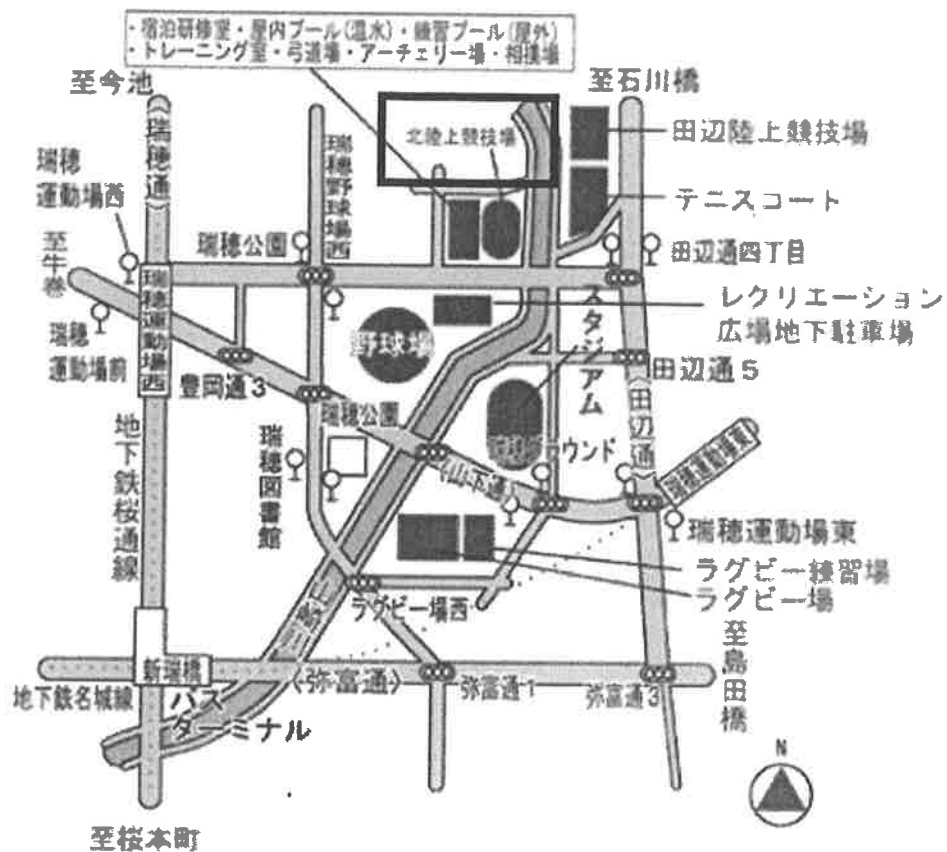 ・宿泊研修室・屋内プール(温水)・練習プール(屋外)
・トレーニング室・弓道場・アーチェリー場・相撲場
至今池
至石川橋
〈瑞穂通〉
瑞穂
運動場西
瑞穂野球場西
北陸上競技場
田辺陸上競技場
テニスコート
至牛巻
瑞穂公園
田辺通四丁目
瑞穂運動場西
レクリエーション
広場地下駐車場
瑞穂
運動場前
野球場
スタジアム
豊岡通3
田辺通5
〈田辺通〉
瑞穂公園
瑞穂図書館
グラウンド
〈山下通〉
瑞穂運動場東
瑞穂運動場東
地下鉄桜通線
ラグビー練習場
ラグビー場
ラグビー場西
至島田橋
新瑞橋
〈弥富通〉
弥富通1
弥富通3
地下鉄名城線
バス
ターミナル
N
至桜本町